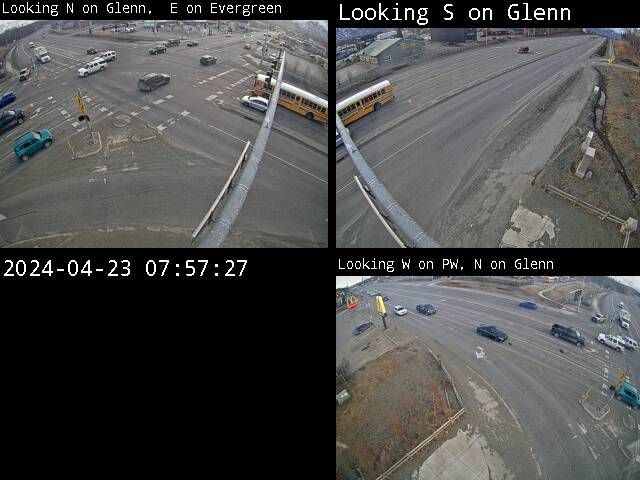 Looking N on Glenn,  E on Evergreen
Looking S on Glenn
2024-04-23 07:57:27
Looking W on PW, N on Glenn